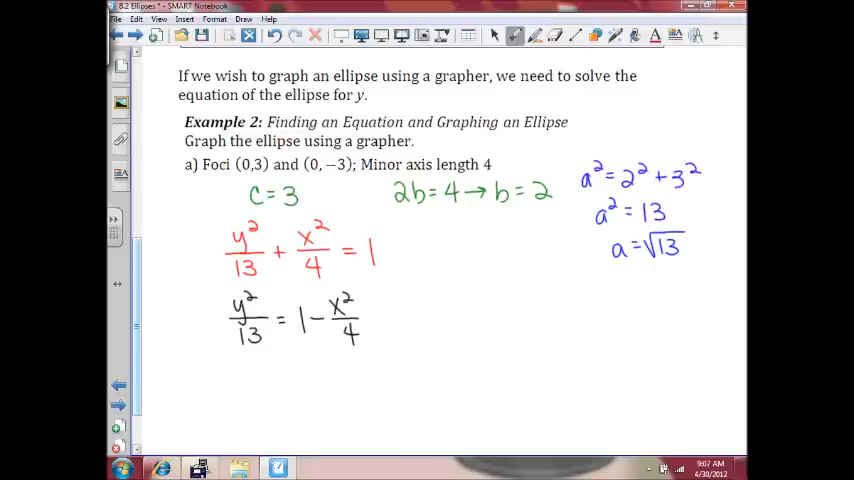 8.2 Ellipses * - SMART Notebook
File Edit View Insert Format Draw Help
If we wish to graph an ellipse using a grapher, we need to solve the
equation of the ellipse for y.
Example 2: Finding an Equation and Graphing an Ellipse
Graph the ellipse using a grapher.
a) Foci (0,3) and (0, −3); Minor axis length 4
c = 3
2b = 4 → b = 2
a² = 2² + 3²
a² = 13
a = √13
y²/13 + x²/4 = 1
y²/13 = 1 − x²/4
9:07 AM
4/30/2012